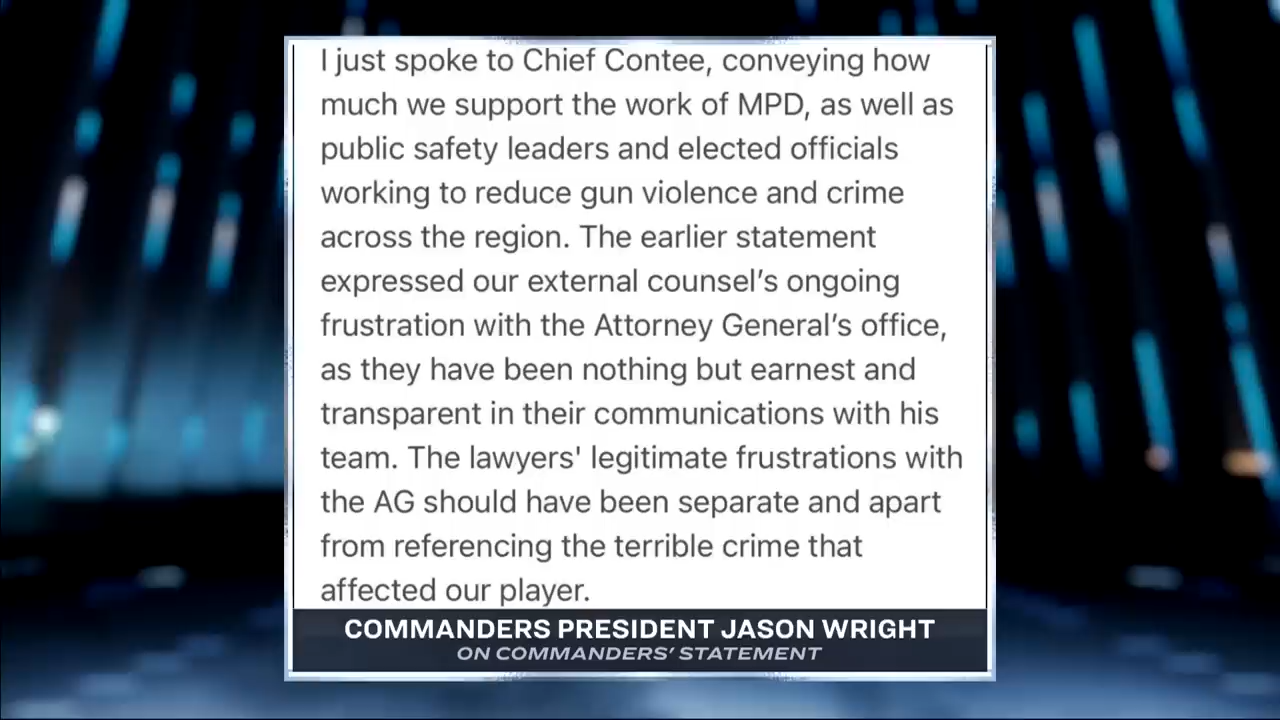 I just spoke to Chief Contee, conveying how
much we support the work of MPD, as well as
public safety leaders and elected officials
working to reduce gun violence and crime
across the region. The earlier statement
expressed our external counsel’s ongoing
frustration with the Attorney General’s office,
as they have been nothing but earnest and
transparent in their communications with his
team. The lawyers' legitimate frustrations with
the AG should have been separate and apart
from referencing the terrible crime that
affected our player.
COMMANDERS PRESIDENT JASON WRIGHT
ON COMMANDERS’ STATEMENT